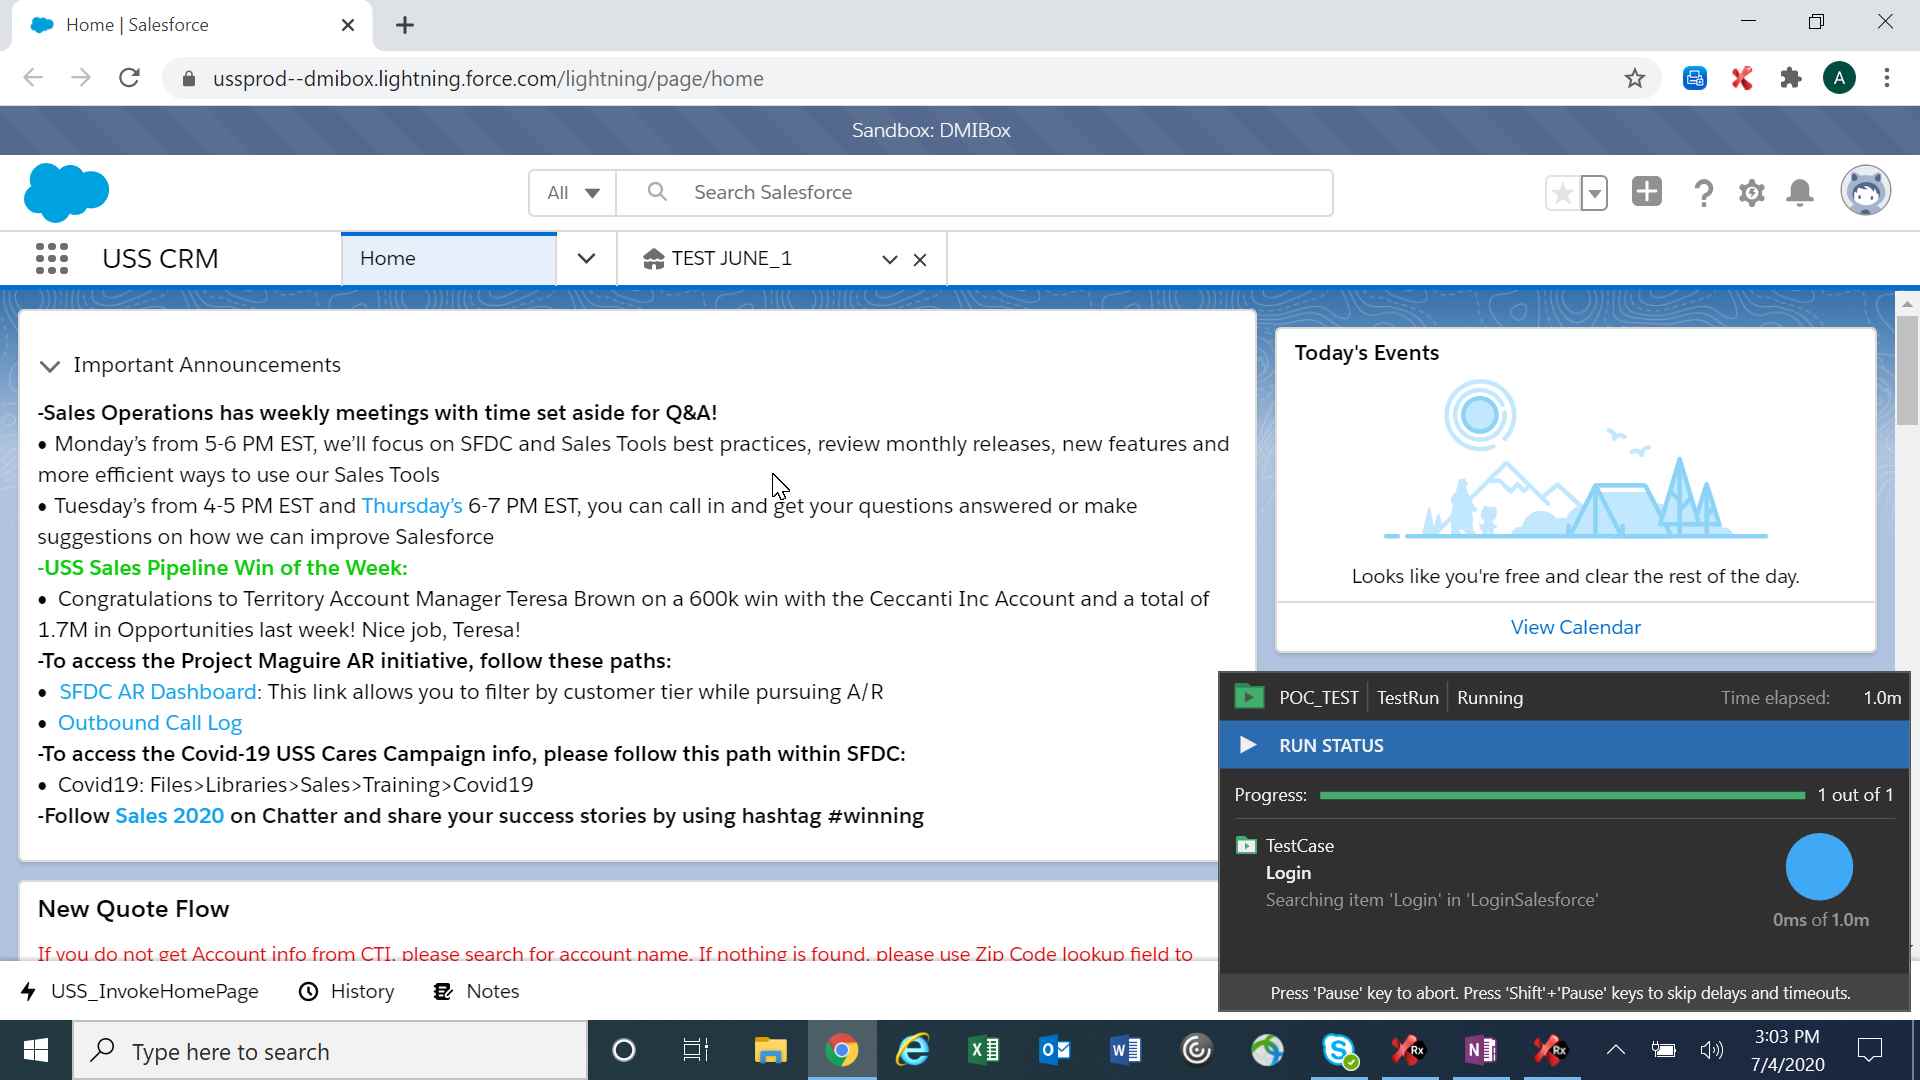 Home | Salesforce
ussprod--dmibox.lightning.force.com/lightning/page/home
A
Sandbox: DMIBox
All
Search Salesforce
USS CRM
Home
TEST JUNE_1
Important Announcements
-Sales Operations has weekly meetings with time set aside for Q&A!
• Monday’s from 5-6 PM EST, we’ll focus on SFDC and Sales Tools best practices, review monthly releases, new features and
more efficient ways to use our Sales Tools
• Tuesday’s from 4-5 PM EST and Thursday’s 6-7 PM EST, you can call in and get your questions answered or make
suggestions on how we can improve Salesforce
-USS Sales Pipeline Win of the Week:
• Congratulations to Territory Account Manager Teresa Brown on a 600k win with the Ceccanti Inc Account and a total of
1.7M in Opportunities last week! Nice job, Teresa!
-To access the Project Maguire AR initiative, follow these paths:
• SFDC AR Dashboard: This link allows you to filter by customer tier while pursuing A/R
• Outbound Call Log
-To access the Covid-19 USS Cares Campaign info, please follow this path within SFDC:
• Covid19: Files>Libraries>Sales>Training>Covid19
-Follow Sales 2020 on Chatter and share your success stories by using hashtag #winning
New Quote Flow
If you do not get Account info from CTI, please search for account name. If nothing is found, please use Zip Code lookup field to
Today's Events
Looks like you're free and clear the rest of the day.
View Calendar
POC_TEST TestRun Running Time elapsed: 1.0m
RUN STATUS
Progress: 1 out of 1
TestCase
Login
Searching item 'Login' in 'LoginSalesforce'
0ms of 1.0m
Press 'Pause' key to abort. Press 'Shift'+'Pause' keys to skip delays and timeouts.
USS_InvokeHomePage
History
Notes
Type here to search
Rx
Rx
3:03 PM
7/4/2020